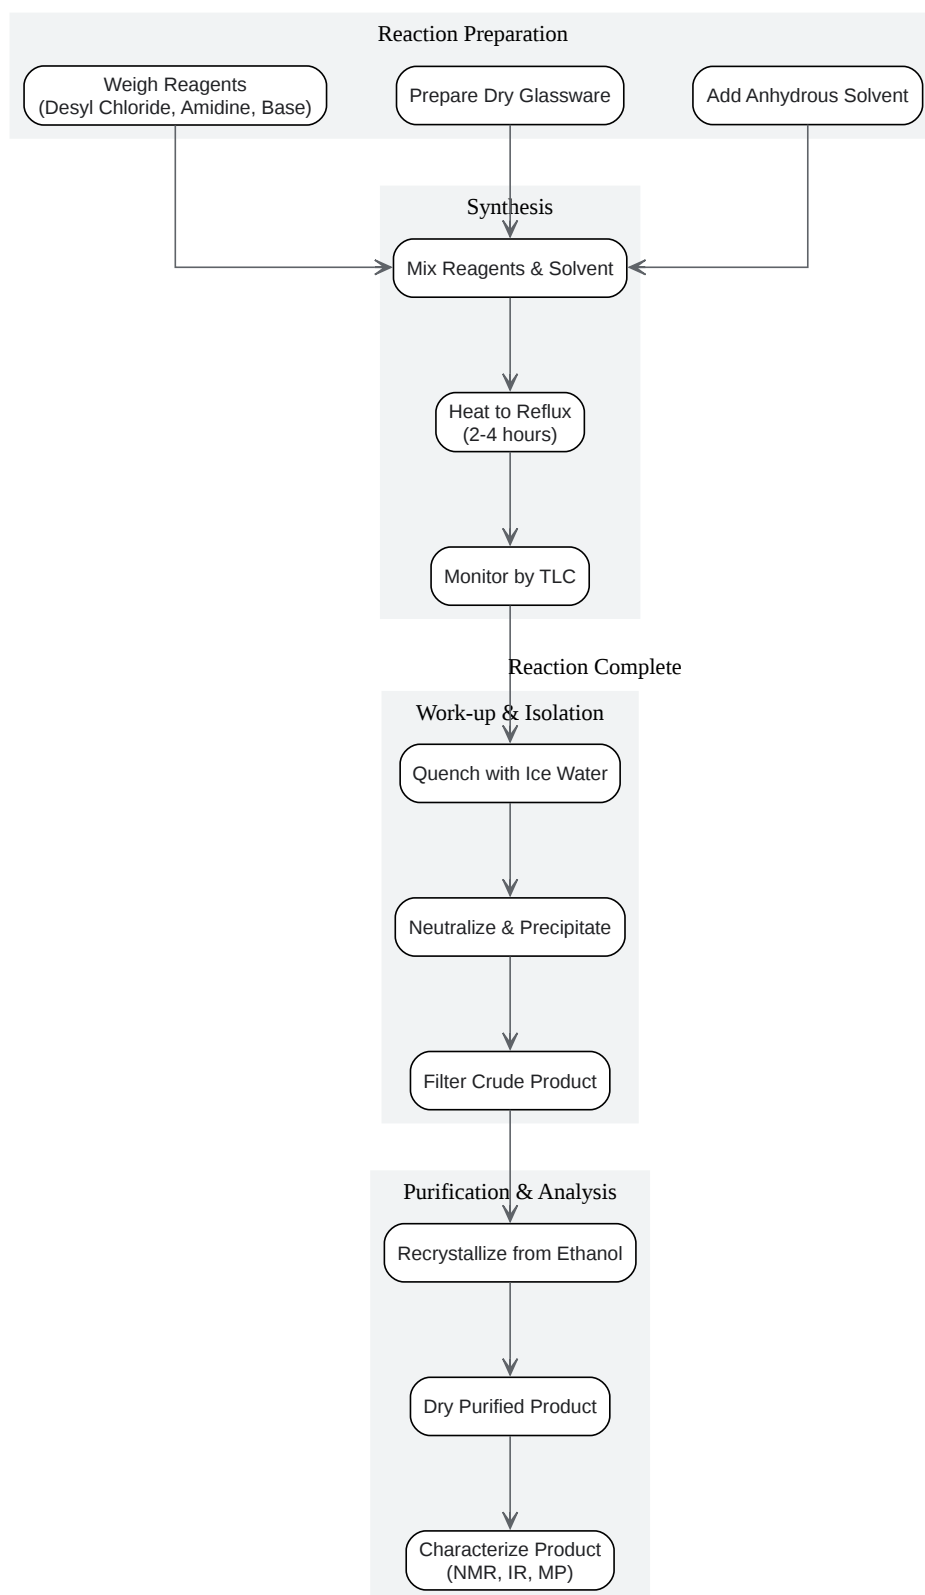 Reaction Preparation
Weigh Reagents
(Desyl Chloride, Amidine, Base)
Prepare Dry Glassware
Add Anhydrous Solvent
Synthesis
Mix Reagents & Solvent
Heat to Reflux
(2-4 hours)
Monitor by TLC
Reaction Complete
Work-up & Isolation
Quench with Ice Water
Neutralize & Precipitate
Filter Crude Product
Purification & Analysis
Recrystallize from Ethanol
Dry Purified Product
Characterize Product
(NMR, IR, MP)